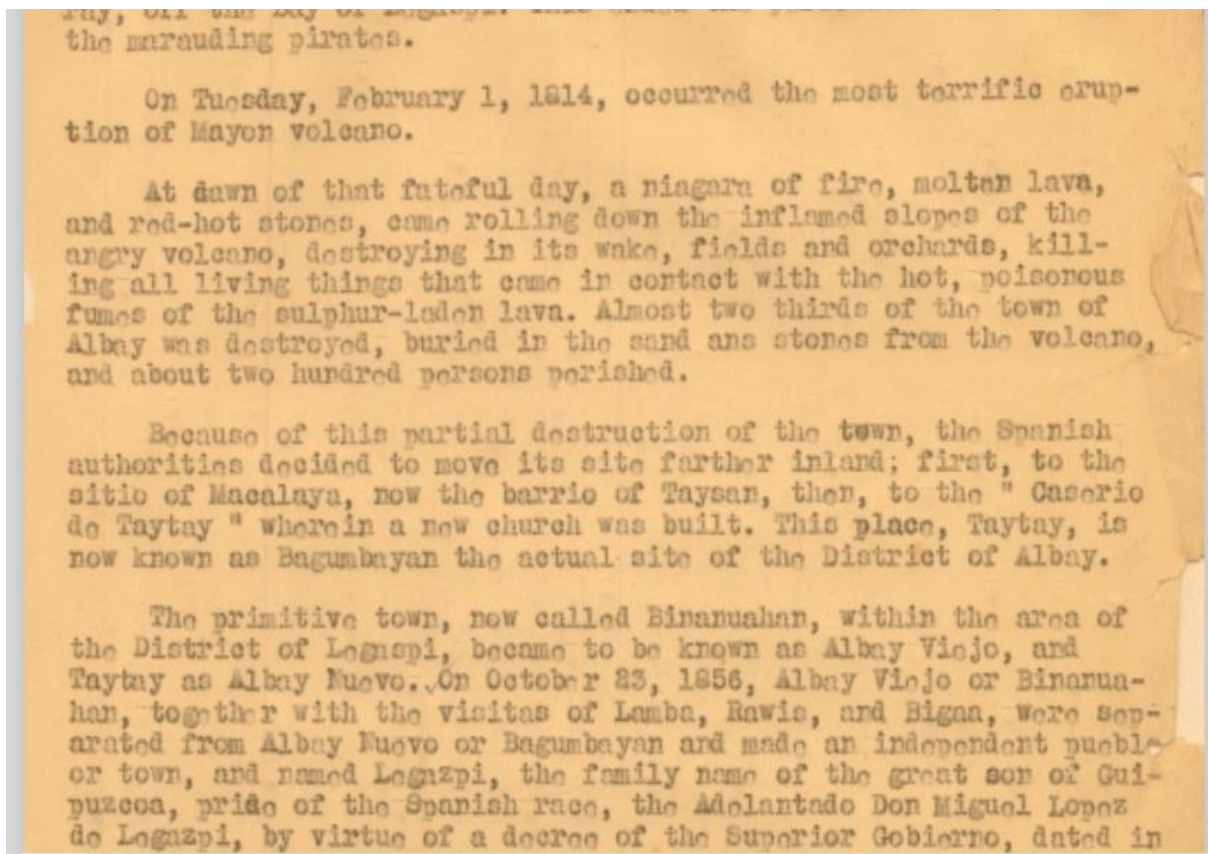 the marauding pirates.
On Tuesday, February 1, 1814, occurred the most terrific erup-
tion of Mayon volcano.
At dawn of that fateful day, a niagara of fire, moltan lava,
and red-hot stones, came rolling down the inflamed slopes of the
angry volcano, destroying in its wake, fields and orchards, kill-
ing all living things that came in contact with the hot, poisonous
fumes of the sulphur-laden lava. Almost two thirds of the town of
Albay was destroyed, buried in the sand ans stones from the volcano,
and about two hundred persons perished.
Because of this partial destruction of the town, the Spanish
authorities decided to move its site farther inland; first, to the
sitio of Macalaya, now the barrio of Taysan, then, to the " Caserio
de Taytay " wherein a new church was built. This place, Taytay, is
now known as Bagumbayan the actual site of the District of Albay.
The primitive town, now called Binanuahan, within the area of
the District of Legaspi, became to be known as Albay Viejo, and
Taytay as Albay Nuevo. On October 23, 1856, Albay Viejo or Binanua-
han, together with the visitas of Lamba, Rawis, and Bigaa, were sep-
arated from Albay Nuevo or Bagumbayan and made an independent pueblo
or town, and named Legazpi, the family name of the great son of Gui-
puzcoa, pride of the Spanish race, the Adelantado Don Miguel Lopez
de Legazpi, by virtue of a decree of the Superior Gobierno, dated in